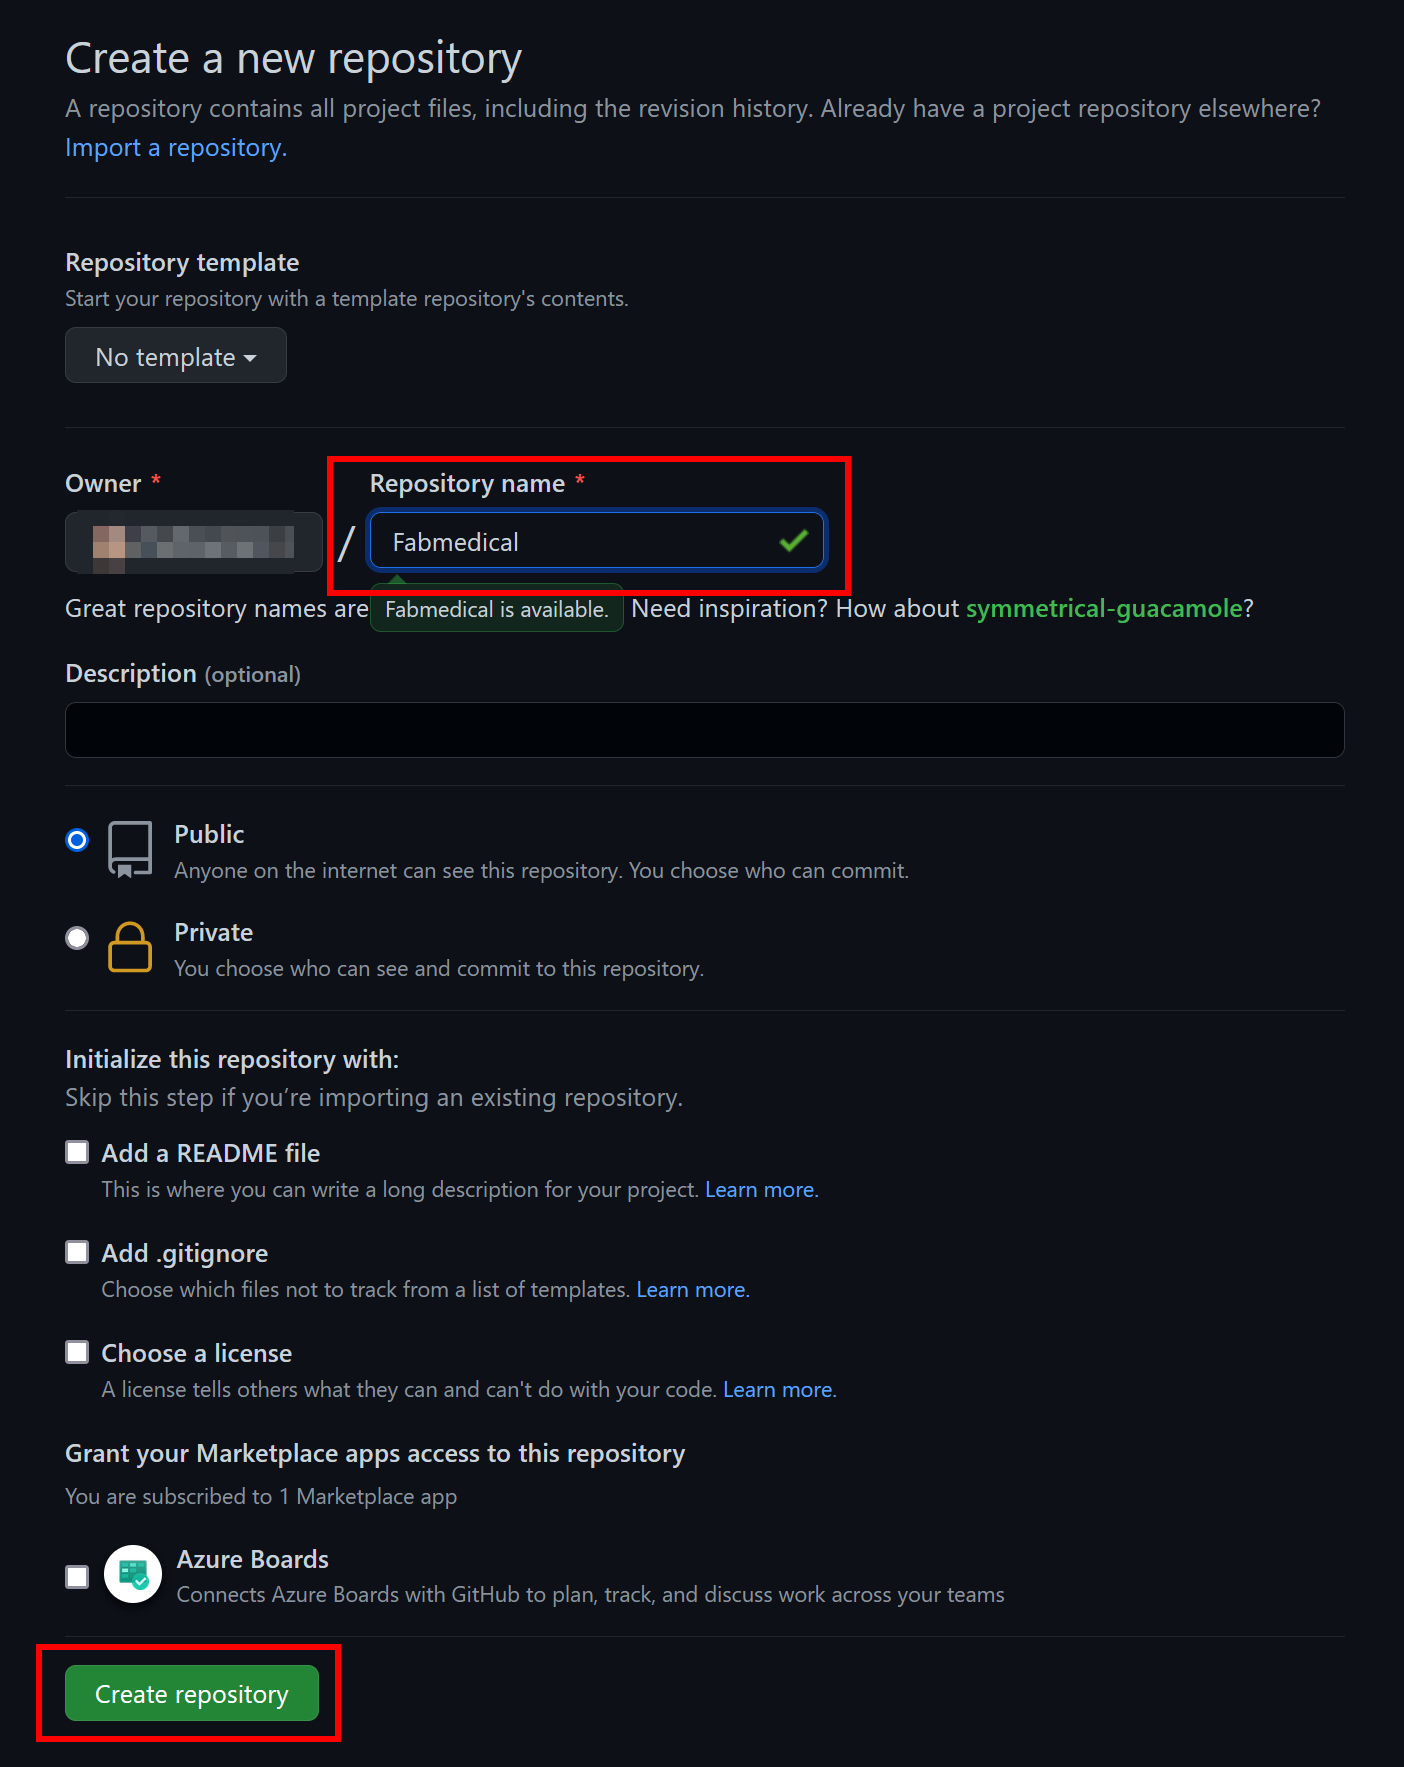 Create a new repository
A repository contains all project files, including the revision history. Already have a project repository elsewhere?
Import a repository.
Repository template
Start your repository with a template repository's contents.
No template
Owner *
Repository name *
/
Fabmedical
Great repository names are Fabmedical is available. Need inspiration? How about symmetrical-guacamole?
Description (optional)
Public
Anyone on the internet can see this repository. You choose who can commit.
Private
You choose who can see and commit to this repository.
Initialize this repository with:
Skip this step if you’re importing an existing repository.
Add a README file
This is where you can write a long description for your project. Learn more.
Add .gitignore
Choose which files not to track from a list of templates. Learn more.
Choose a license
A license tells others what they can and can't do with your code. Learn more.
Grant your Marketplace apps access to this repository
You are subscribed to 1 Marketplace app
Azure Boards
Connects Azure Boards with GitHub to plan, track, and discuss work across your teams
Create repository